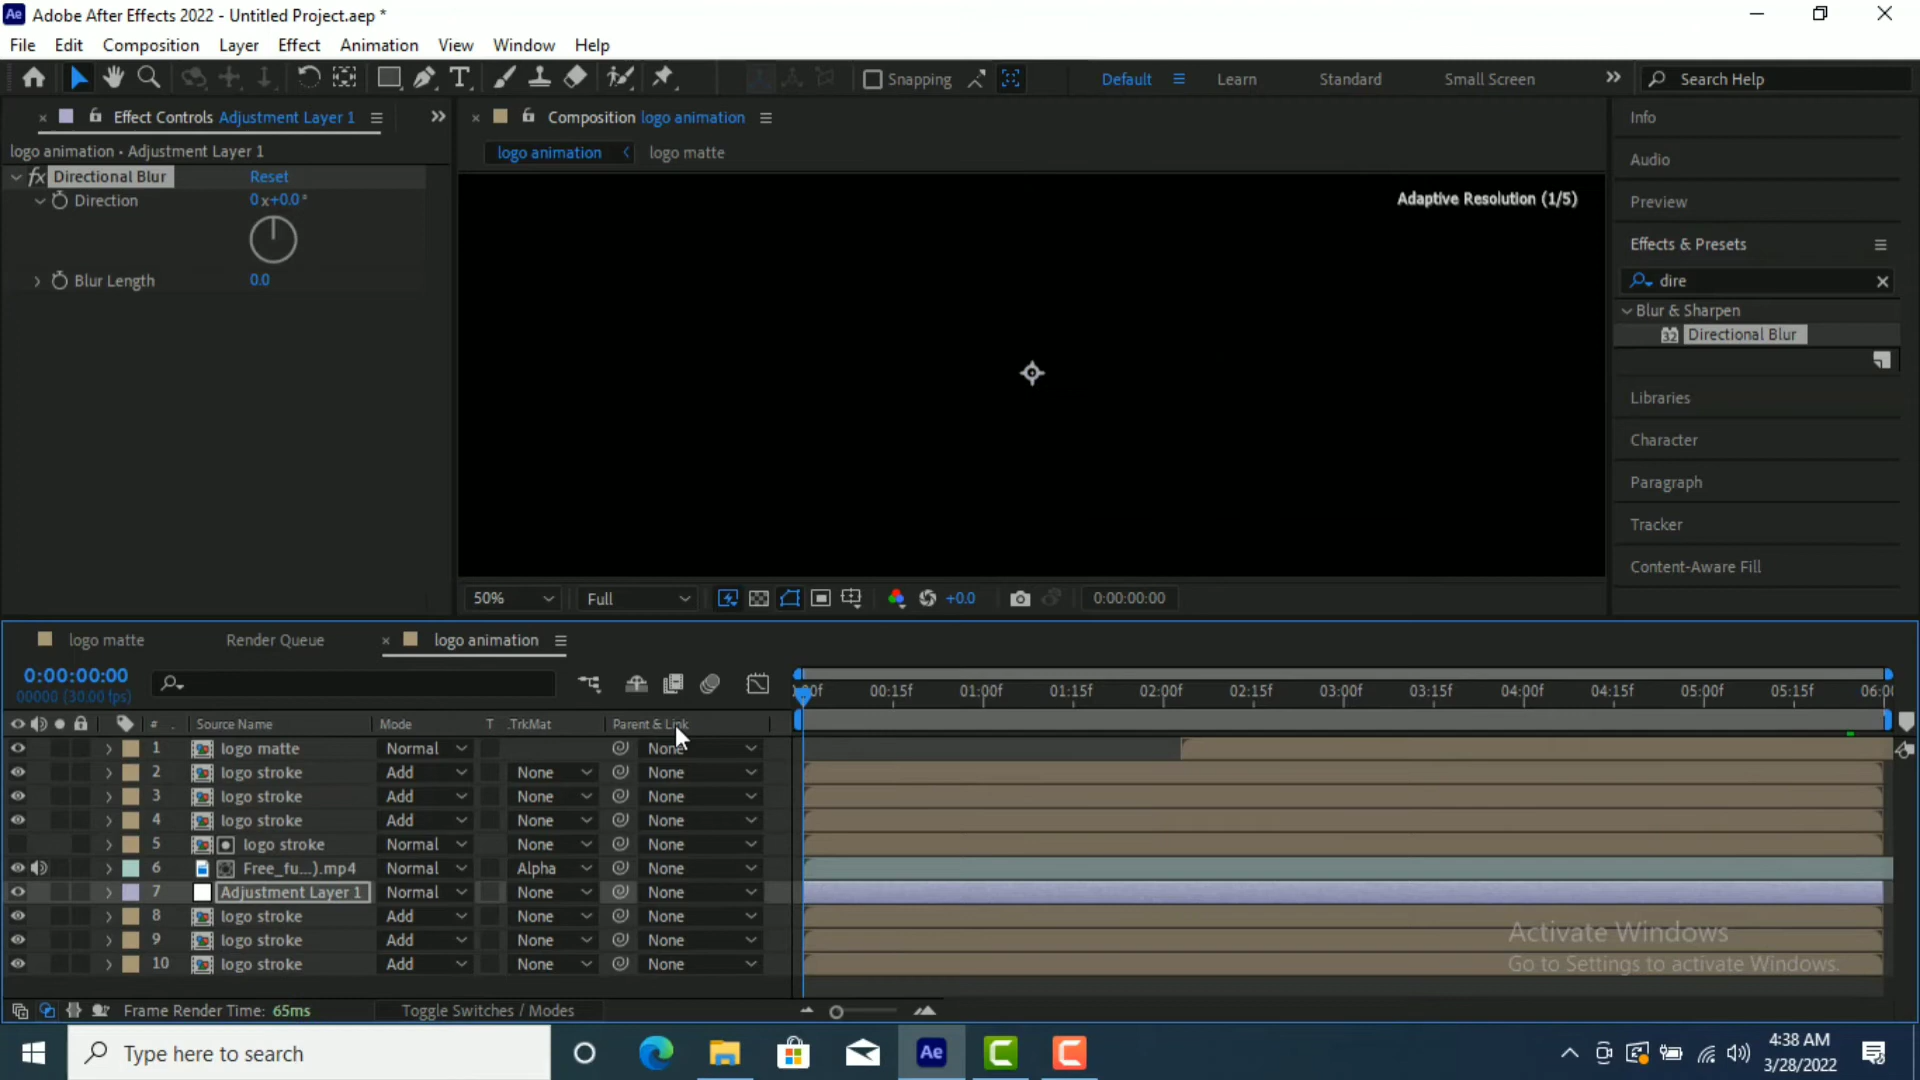 Ae Adobe After Effects 2022 - Untitled Project.aep *
File Edit Composition Layer Effect Animation View Window Help
Snapping Default Learn Standard Small Screen Search Help
Effect Controls Adjustment Layer 1
Composition logo animation
Info
logo animation • Adjustment Layer 1
logo animation logo matte
Audio
fx Directional Blur Reset
Direction 0x+0.0°
Adaptive Resolution (1/5)
Preview
Effects & Presets
Blur Length 0.0
dire
Blur & Sharpen
32 Directional Blur
Libraries
Character
Paragraph
Tracker
Content-Aware Fill
50% Full +0.0 0:00:00:00
logo matte Render Queue logo animation
0:00:00:00
00000 (30.00 fps)
00:15f 01:00f 01:15f 02:00f 02:15f 03:00f 03:15f 04:00f 04:15f 05:00f 05:15f
# Source Name Mode T .TrkMat Parent & Link
1 logo matte Normal None
2 logo stroke Add None None
3 logo stroke Add None None
4 logo stroke Add None None
5 logo stroke Normal None None
6 Free_fu...).mp4 Normal Alpha None
7 Adjustment Layer 1 Normal None None
8 logo stroke Add None None
9 logo stroke Add None None
10 logo stroke Add None None
Activate Windows
Go to Settings to activate Windows.
Frame Render Time: 65ms Toggle Switches / Modes
Type here to search
Ae
4:38 AM
3/28/2022